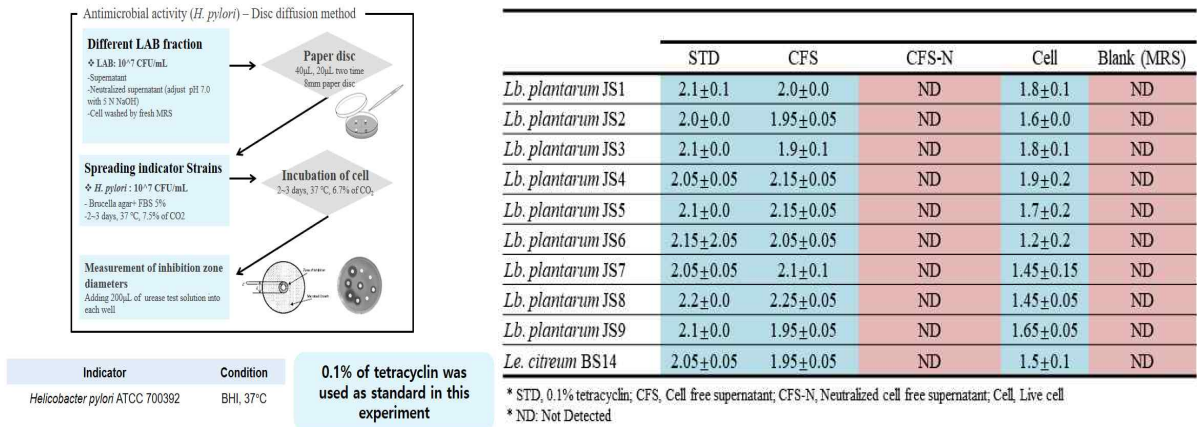 Antimicrobial activity (H. pylori) – Disc diffusion method
Different LAB fraction
❖ LAB: 10^7 CFU/mL
-Supernatant
-Neutralized supernatant (adjust pH 7.0
with 5 N NaOH)
-Cell washed by fresh MRS
Paper disc
40μL, 20μL two time
8mm paper disc
Spreading indicator Strains
❖ H. pylori : 10^7 CFU/mL
- Brucella agar+ FBS 5%
-2~3 days, 37 ℃, 7.5% of CO2
Incubation of cell
2~3 days, 37 ℃, 6.7% of CO2
Measurement of inhibition zone
diameters
Adding 200μL of urease test solution into
each well
Indicator Condition
Helicobacter pylori ATCC 700392 BHI, 37°C
0.1% of tetracyclin was
used as standard in this
experiment
STD CFS CFS-N Cell Blank (MRS)
Lb. plantarum JS1 2.1±0.1 2.0±0.0 ND 1.8±0.1 ND
Lb. plantarum JS2 2.0±0.0 1.95±0.05 ND 1.6±0.0 ND
Lb. plantarum JS3 2.1±0.0 1.9±0.1 ND 1.8±0.1 ND
Lb. plantarum JS4 2.05±0.05 2.15±0.05 ND 1.9±0.2 ND
Lb. plantarum JS5 2.1±0.0 2.15±0.05 ND 1.7±0.2 ND
Lb. plantarum JS6 2.15±2.05 2.05±0.05 ND 1.2±0.2 ND
Lb. plantarum JS7 2.05±0.05 2.1±0.1 ND 1.45±0.15 ND
Lb. plantarum JS8 2.2±0.0 2.25±0.05 ND 1.45±0.05 ND
Lb. plantarum JS9 2.1±0.0 1.95±0.05 ND 1.65±0.05 ND
Le. citreum BS14 2.05±0.05 1.95±0.05 ND 1.5±0.1 ND
* STD, 0.1% tetracyclin; CFS, Cell free supernatant; CFS-N, Neutralized cell free supernatant; Cell, Live cell
* ND: Not Detected